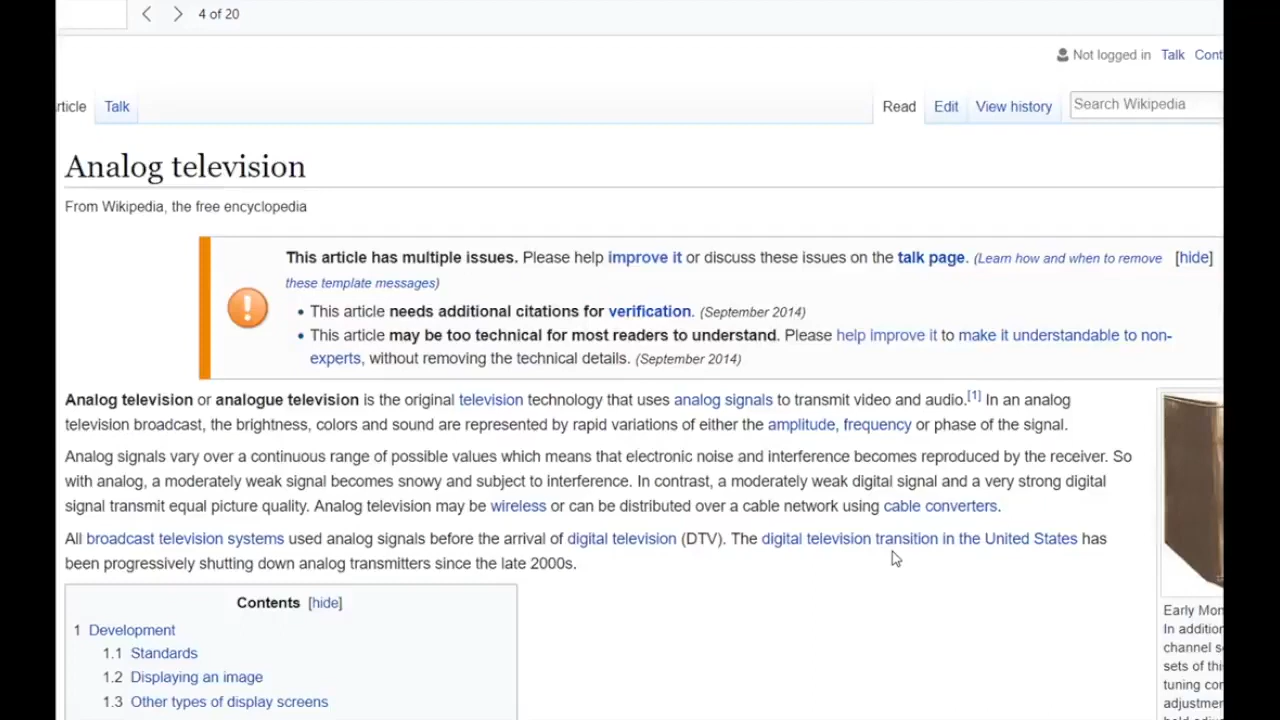 4 of 20
Not logged in Talk Cont
rticle Talk Read Edit View history Search Wikipedia
Analog television
From Wikipedia, the free encyclopedia
This article has multiple issues. Please help improve it or discuss these issues on the talk page. (Learn how and when to remove [hide]
these template messages)
• This article needs additional citations for verification. (September 2014)
• This article may be too technical for most readers to understand. Please help improve it to make it understandable to non-
experts, without removing the technical details. (September 2014)
Analog television or analogue television is the original television technology that uses analog signals to transmit video and audio.[1] In an analog
television broadcast, the brightness, colors and sound are represented by rapid variations of either the amplitude, frequency or phase of the signal.
Analog signals vary over a continuous range of possible values which means that electronic noise and interference becomes reproduced by the receiver. So
with analog, a moderately weak signal becomes snowy and subject to interference. In contrast, a moderately weak digital signal and a very strong digital
signal transmit equal picture quality. Analog television may be wireless or can be distributed over a cable network using cable converters.
All broadcast television systems used analog signals before the arrival of digital television (DTV). The digital television transition in the United States has
been progressively shutting down analog transmitters since the late 2000s.
Contents [hide]
1 Development
1.1 Standards
1.2 Displaying an image
1.3 Other types of display screens
Early Mon
In addition
channel s
sets of thi
tuning con
adjustmen